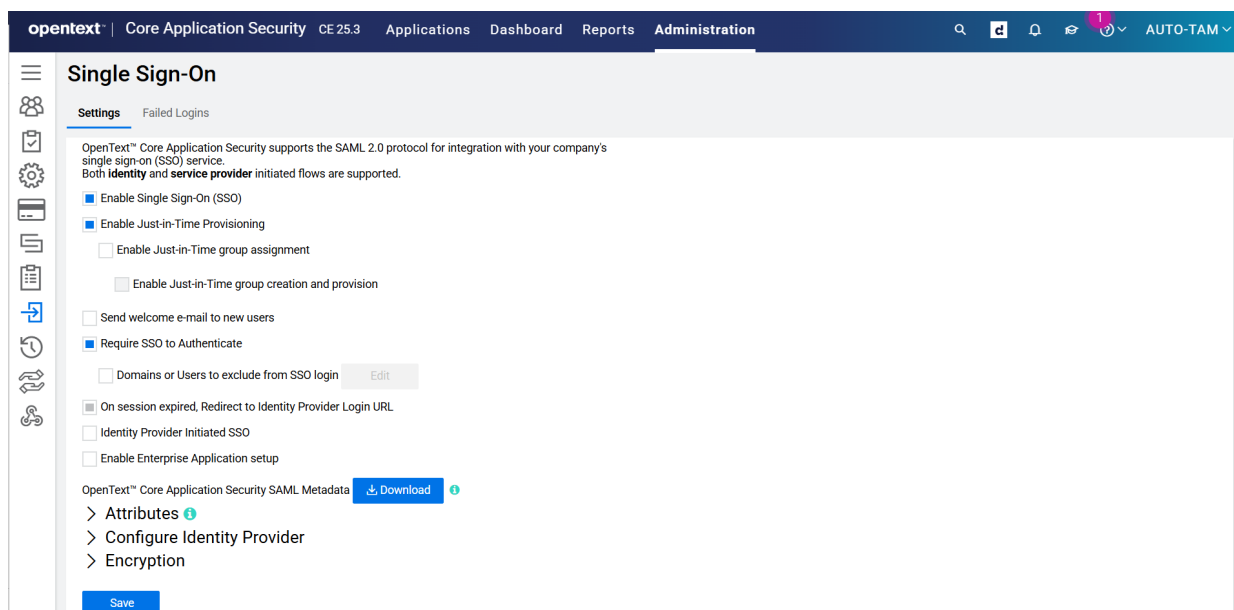 opentext™ | Core Application Security CE 25.3 Applications Dashboard Reports Administration d 1 AUTO-TAM
Single Sign-On
Settings Failed Logins
OpenText™ Core Application Security supports the SAML 2.0 protocol for integration with your company's
single sign-on (SSO) service.
Both identity and service provider initiated flows are supported.
Enable Single Sign-On (SSO)
Enable Just-in-Time Provisioning
Enable Just-in-Time group assignment
Enable Just-in-Time group creation and provision
Send welcome e-mail to new users
Require SSO to Authenticate
Domains or Users to exclude from SSO login Edit
On session expired, Redirect to Identity Provider Login URL
Identity Provider Initiated SSO
Enable Enterprise Application setup
OpenText™ Core Application Security SAML Metadata Download
Attributes
Configure Identity Provider
Encryption
Save